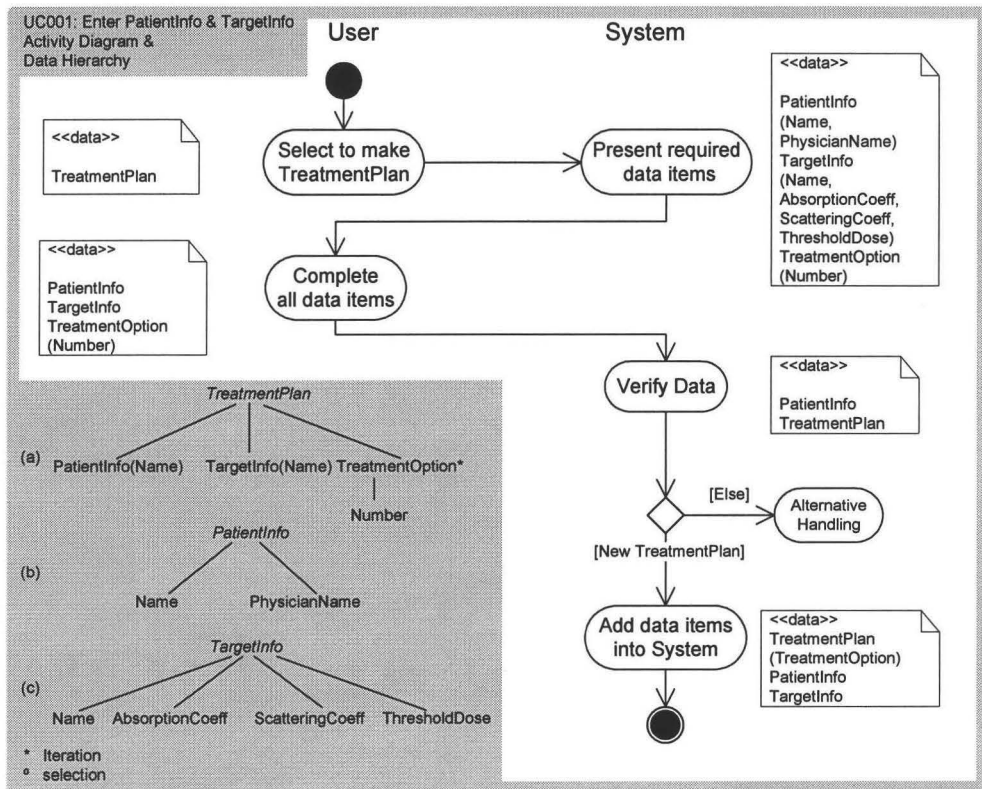 UC001: Enter PatientInfo & TargetInfo
Activity Diagram &
Data Hierarchy
User
System
<<data>>
TreatmentPlan
Select to make
TreatmentPlan
Present required
data items
<<data>>
PatientInfo
(Name,
PhysicianName)
TargetInfo
(Name,
AbsorptionCoeff,
ScatteringCoeff,
ThresholdDose)
TreatmentOption
(Number)
<<data>>
PatientInfo
TargetInfo
TreatmentOption
(Number)
Complete
all data items
Verify Data
<<data>>
PatientInfo
TreatmentPlan
[Else]
Alternative
Handling
[New TreatmentPlan]
Add data items
into System
<<data>>
TreatmentPlan
(TreatmentOption)
PatientInfo
TargetInfo
TreatmentPlan
(a) PatientInfo(Name) TargetInfo(Name) TreatmentOption*
Number
PatientInfo
(b)
Name PhysicianName
TargetInfo
(c)
Name AbsorptionCoeff ScatteringCoeff ThresholdDose
* Iteration
o selection